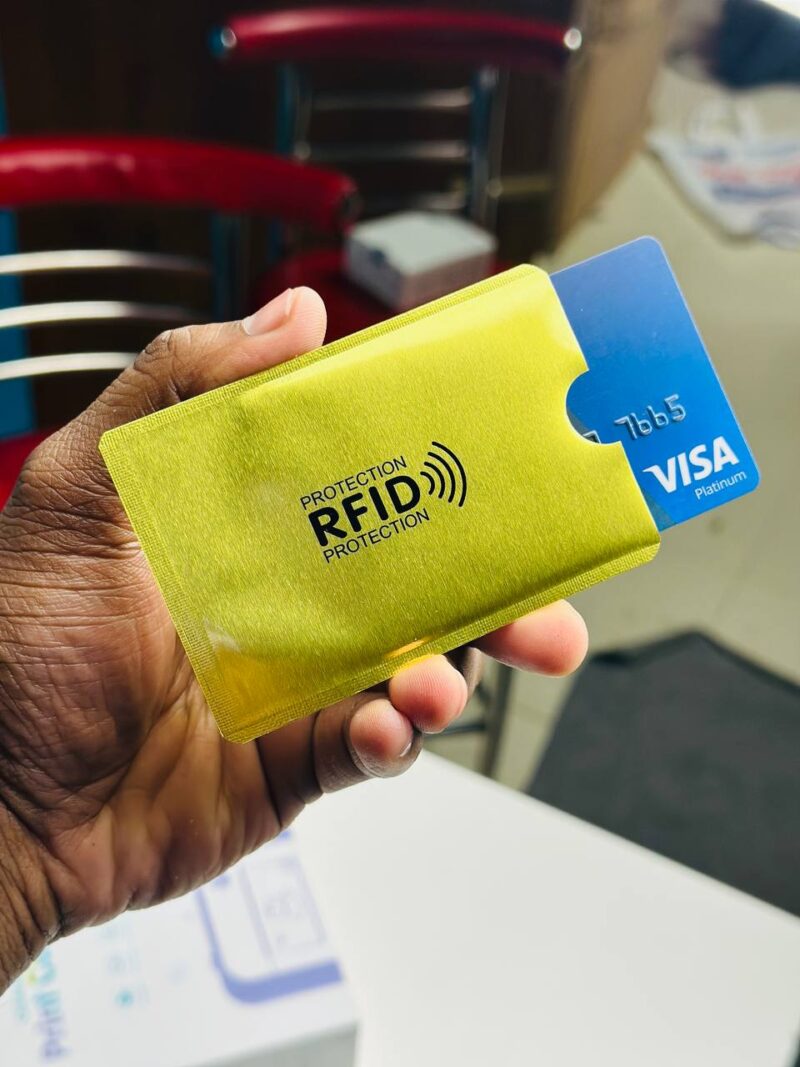 PROTECTION
RFID
PROTECTION
7665
VISA
Platinum